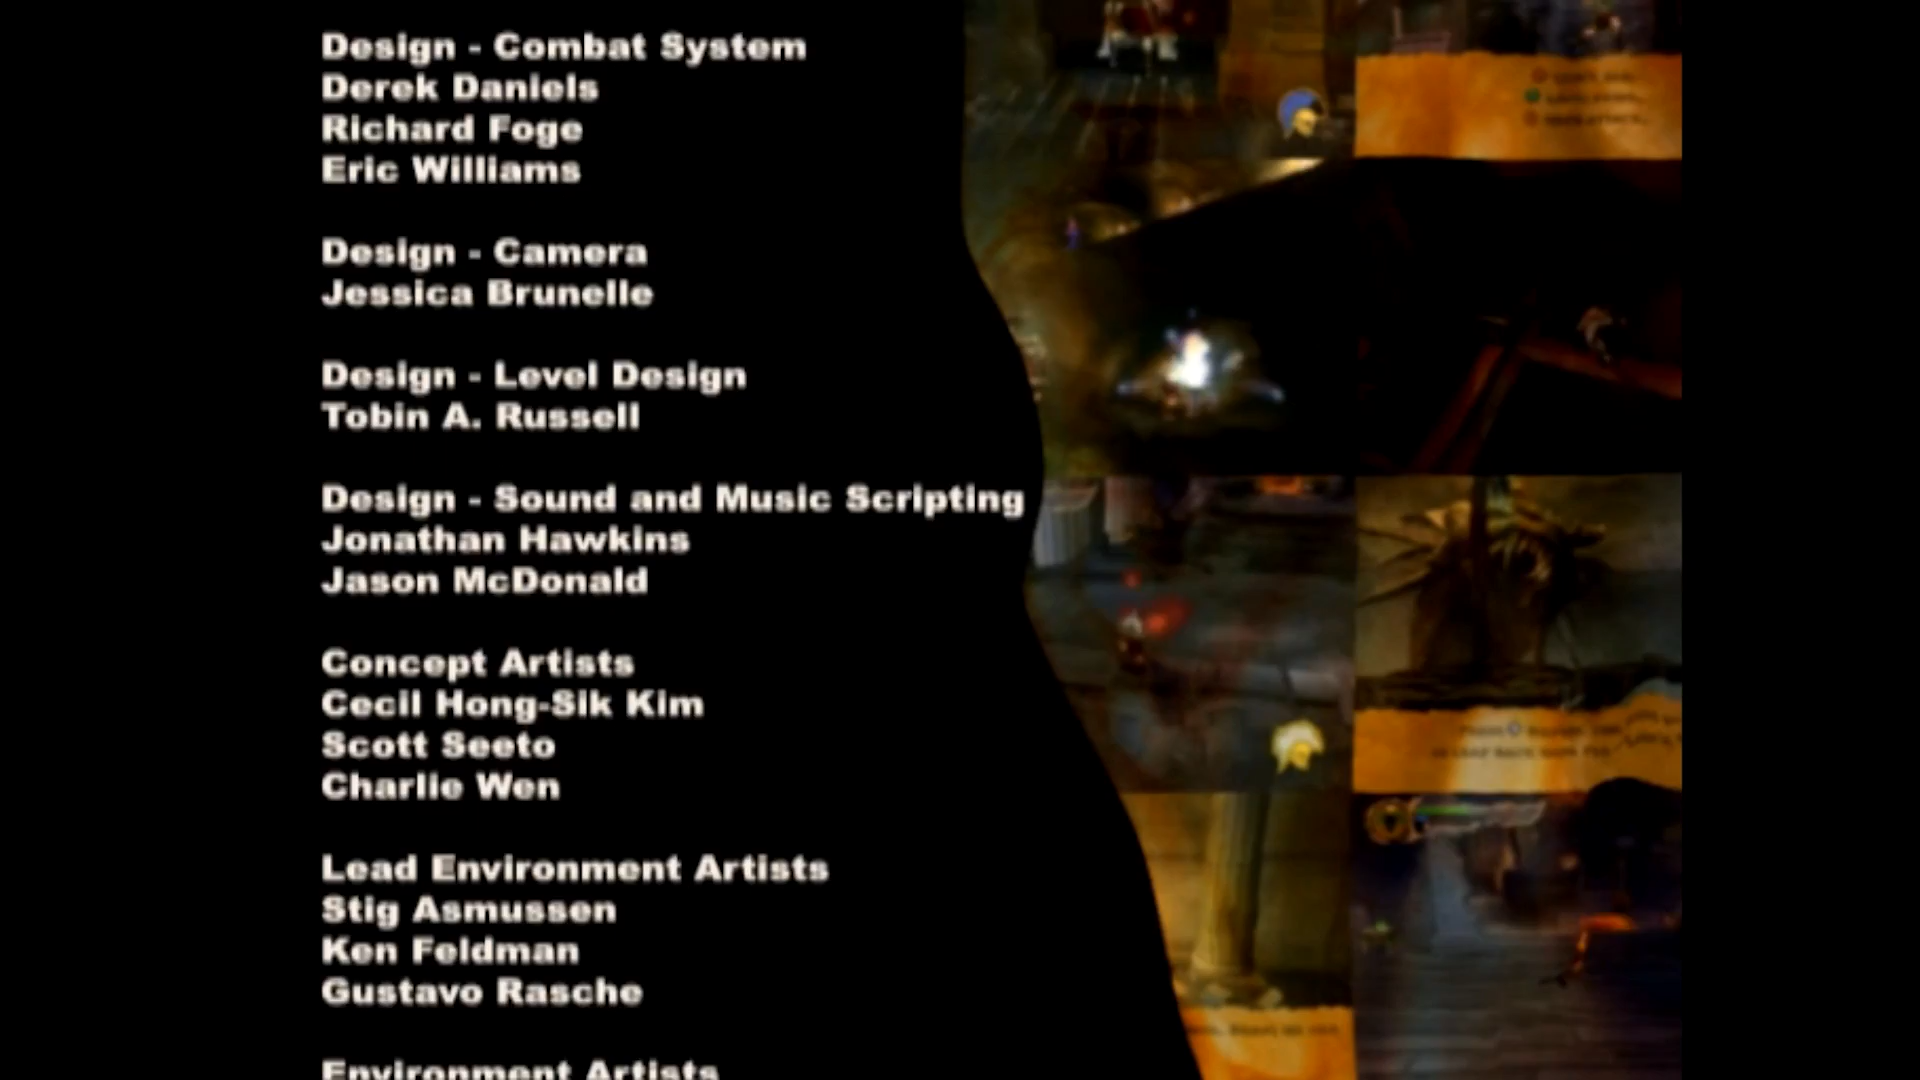 Design - Combat System
Derek Daniels
Richard Foge
Eric Williams
Design - Camera
Jessica Brunelle
Design - Level Design
Tobin A. Russell
Design - Sound and Music Scripting
Jonathan Hawkins
Jason McDonald
Concept Artists
Cecil Hong-Sik Kim
Scott Seeto
Charlie Wen
Lead Environment Artists
Stig Asmussen
Ken Feldman
Gustavo Rasche
Environment Artists